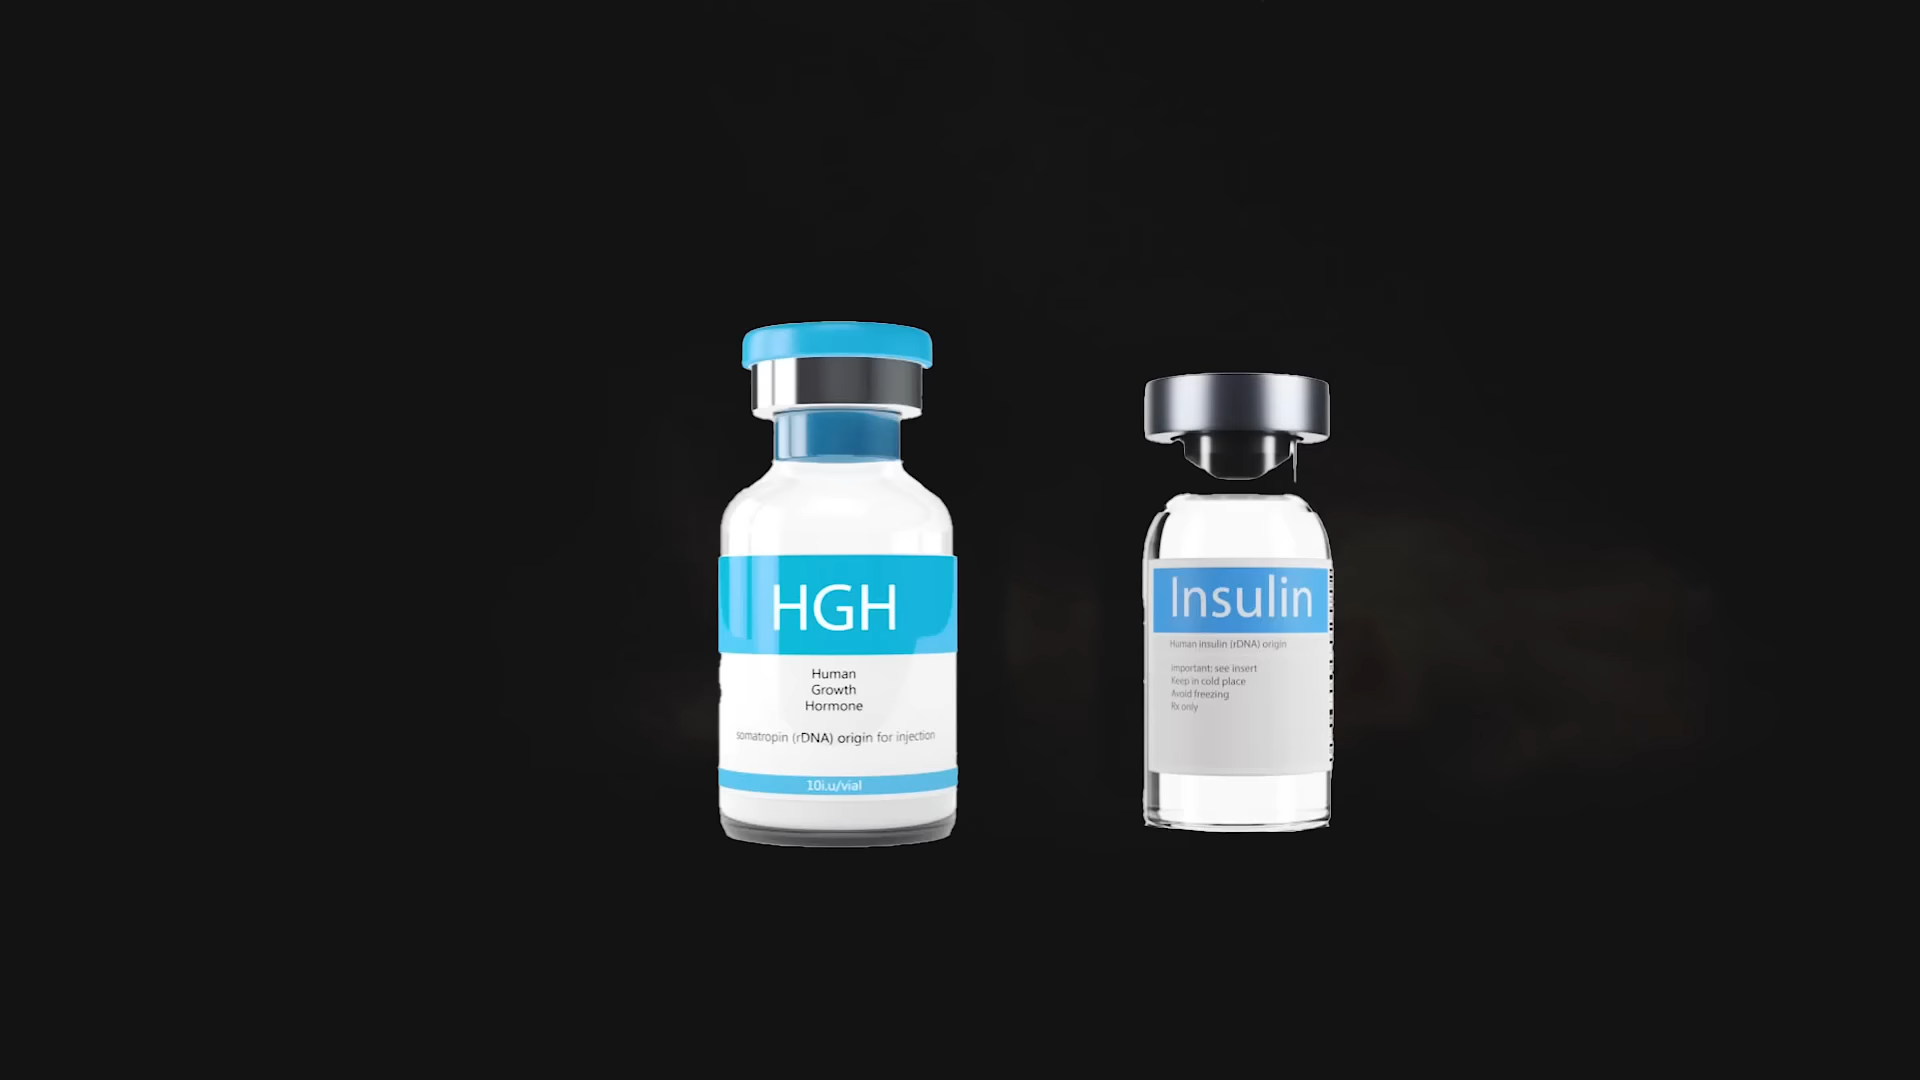 HGH
Human
Growth
Hormone
somatropin (rDNA) origin for injection
10i.u/vial
Insulin
Human insulin (rDNA) origin
important: see insert
Keep in cold place
Avoid freezing
Rx only